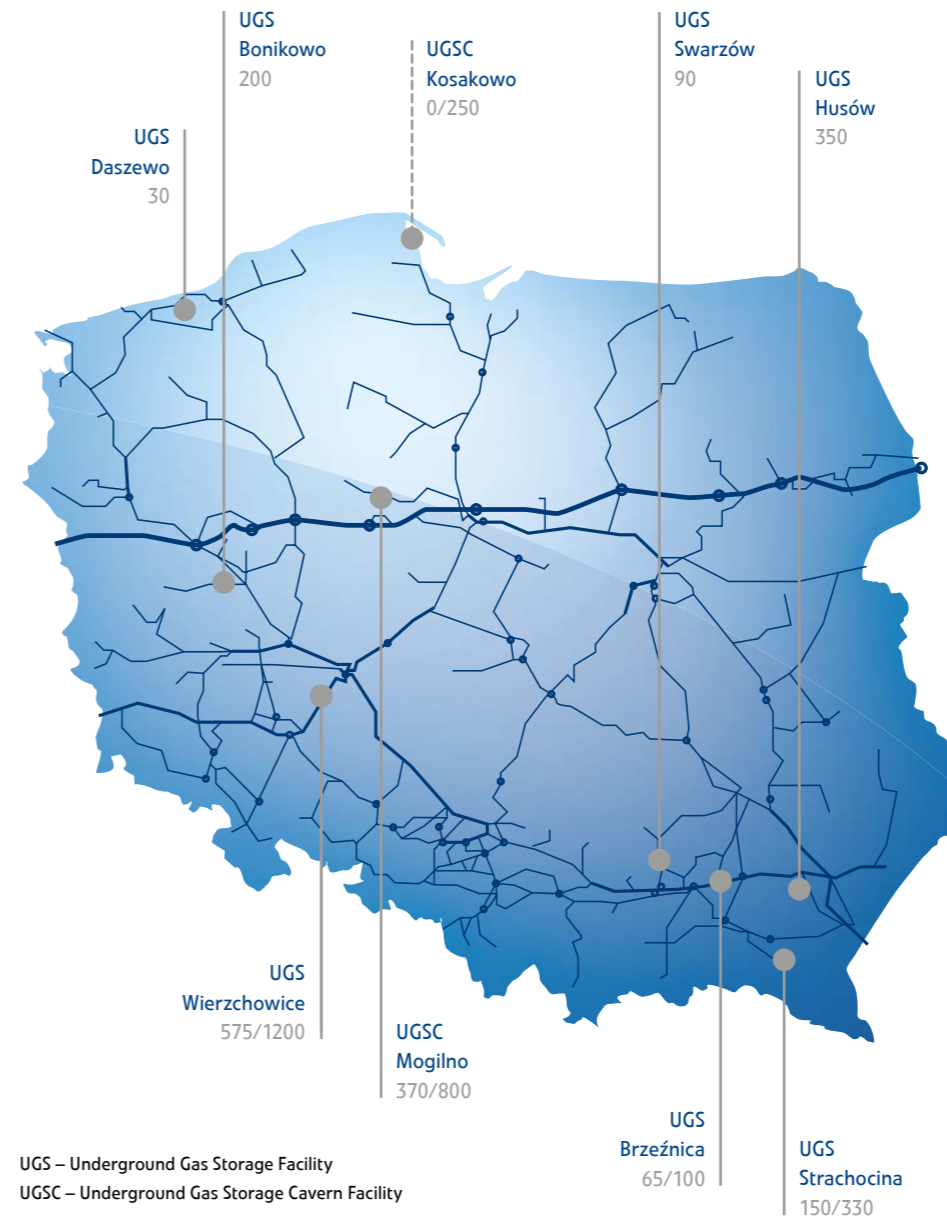 UGS
Bonikowo
200
UGSC
Kosakowo
0/250
UGS
Swarzów
90
UGS
Husów
350
UGS
Daszewo
30
UGS
Wierzchowice
575/1200
UGSC
Mogilno
370/800
UGS
Brzeźnica
65/100
UGS
Strachocina
150/330
UGS – Underground Gas Storage Facility
UGSC – Underground Gas Storage Cavern Facility